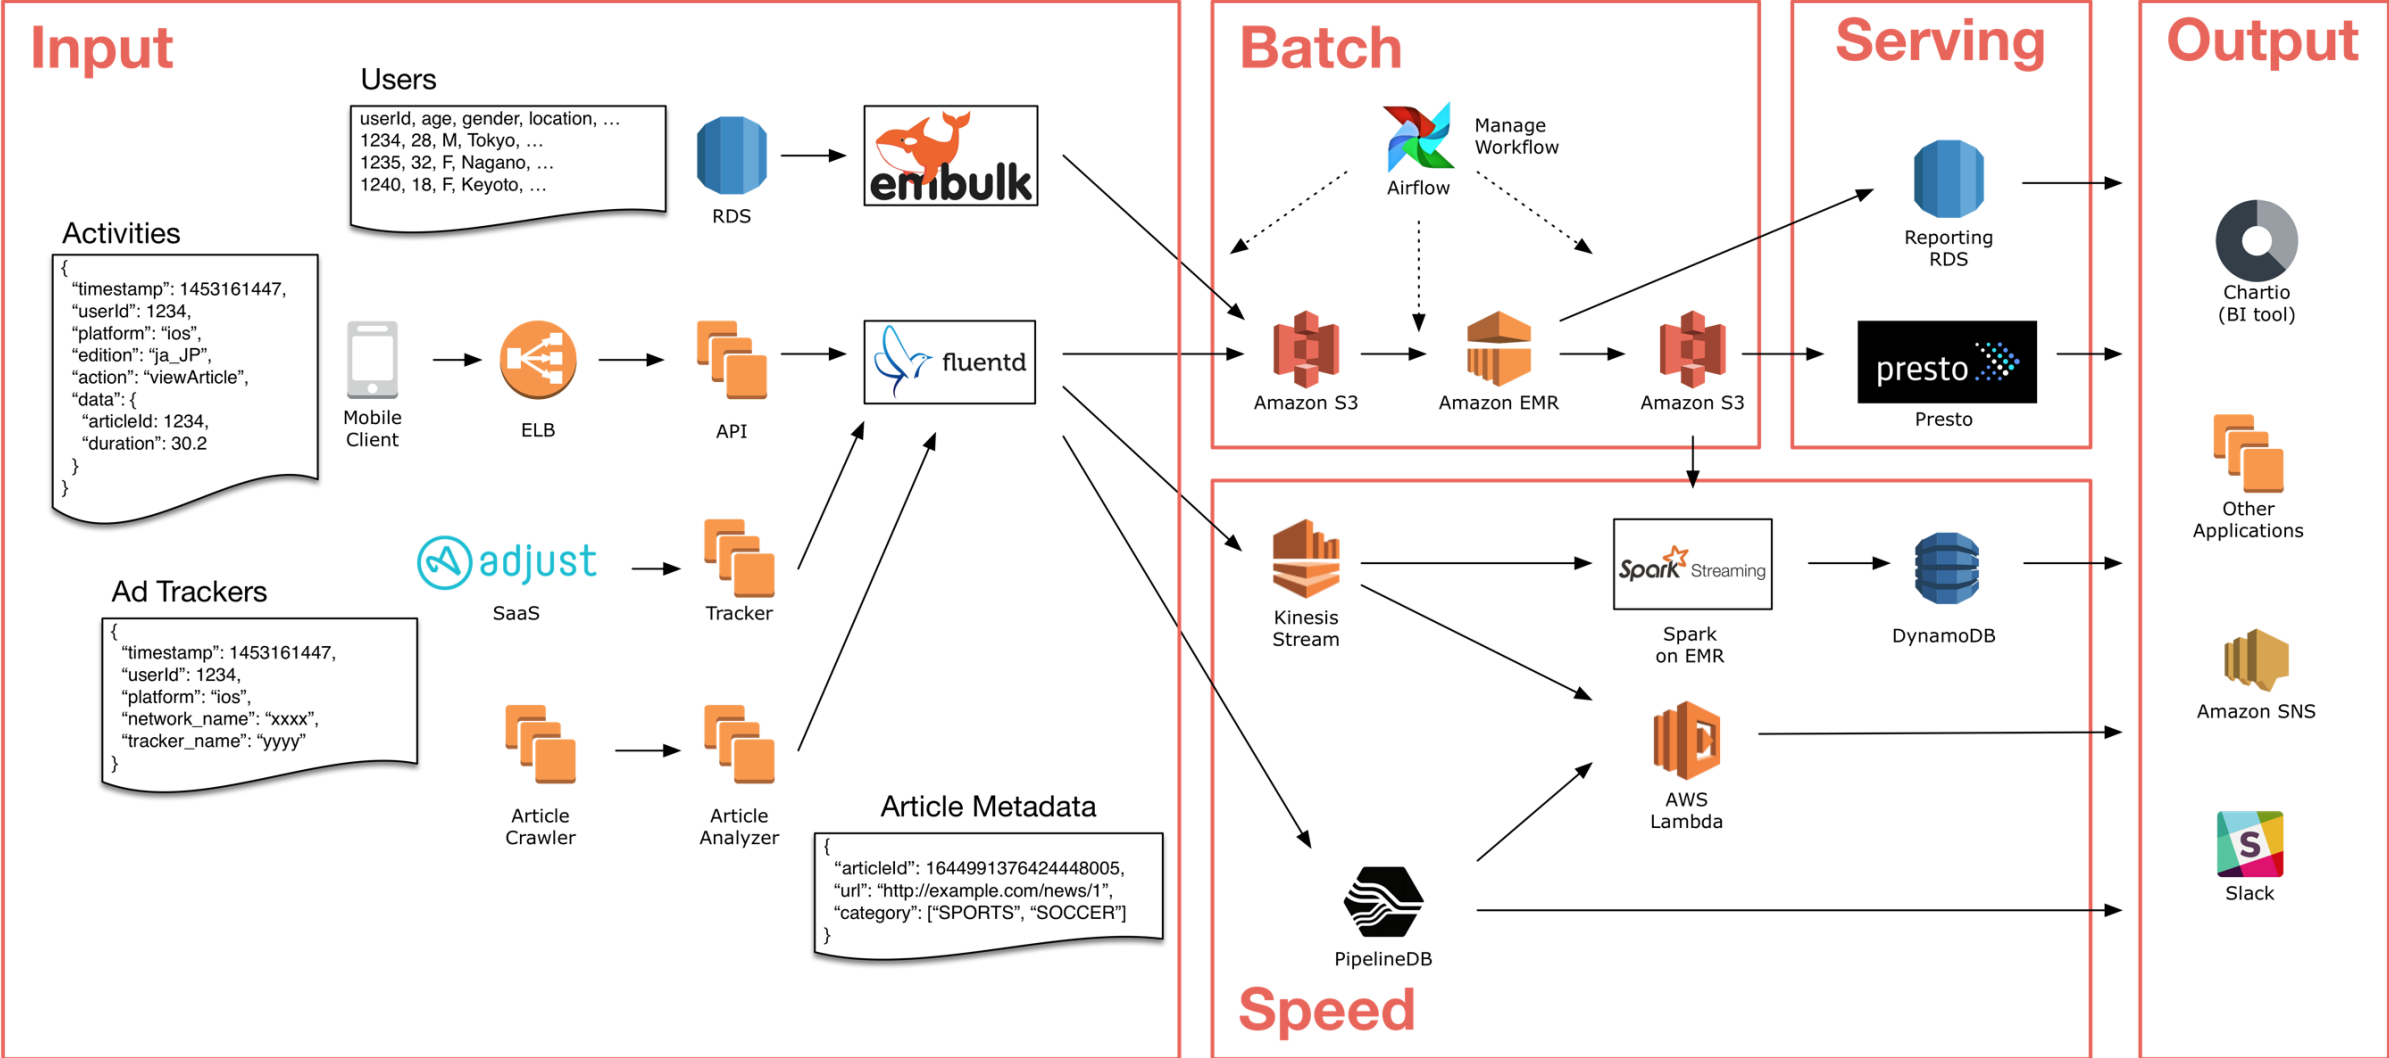 Input
Users
userId, age, gender, location, …
1234, 28, M, Tokyo, …
1235, 32, F, Nagano, …
1240, 18, F, Keyoto, …
RDS
embulk
Activities
{
“timestamp”: 1453161447,
“userId”: 1234,
“platform”: “ios”,
“edition”: “ja_JP”,
“action”: “viewArticle”,
“data”: {
“articleId: 1234,
“duration”: 30.2
}
}
Mobile
Client
ELB
API
fluentd
adjust
SaaS
Tracker
Ad Trackers
{
“timestamp”: 1453161447,
“userId”: 1234,
“platform”: “ios”,
“network_name”: “xxxx”,
“tracker_name”: “yyyy”
}
Article
Crawler
Article
Analyzer
Article Metadata
{
“articleId”: 1644991376424448005,
“url”: “http://example.com/news/1”,
“category”: [“SPORTS”, “SOCCER”]
}
Batch
Manage
Workflow
Airflow
Amazon S3
Amazon EMR
Amazon S3
Serving
Reporting
RDS
presto
Presto
Kinesis
Stream
Spark Streaming
Spark
on EMR
DynamoDB
AWS
Lambda
PipelineDB
Speed
Output
Chartio
(BI tool)
Other
Applications
Amazon SNS
S
Slack